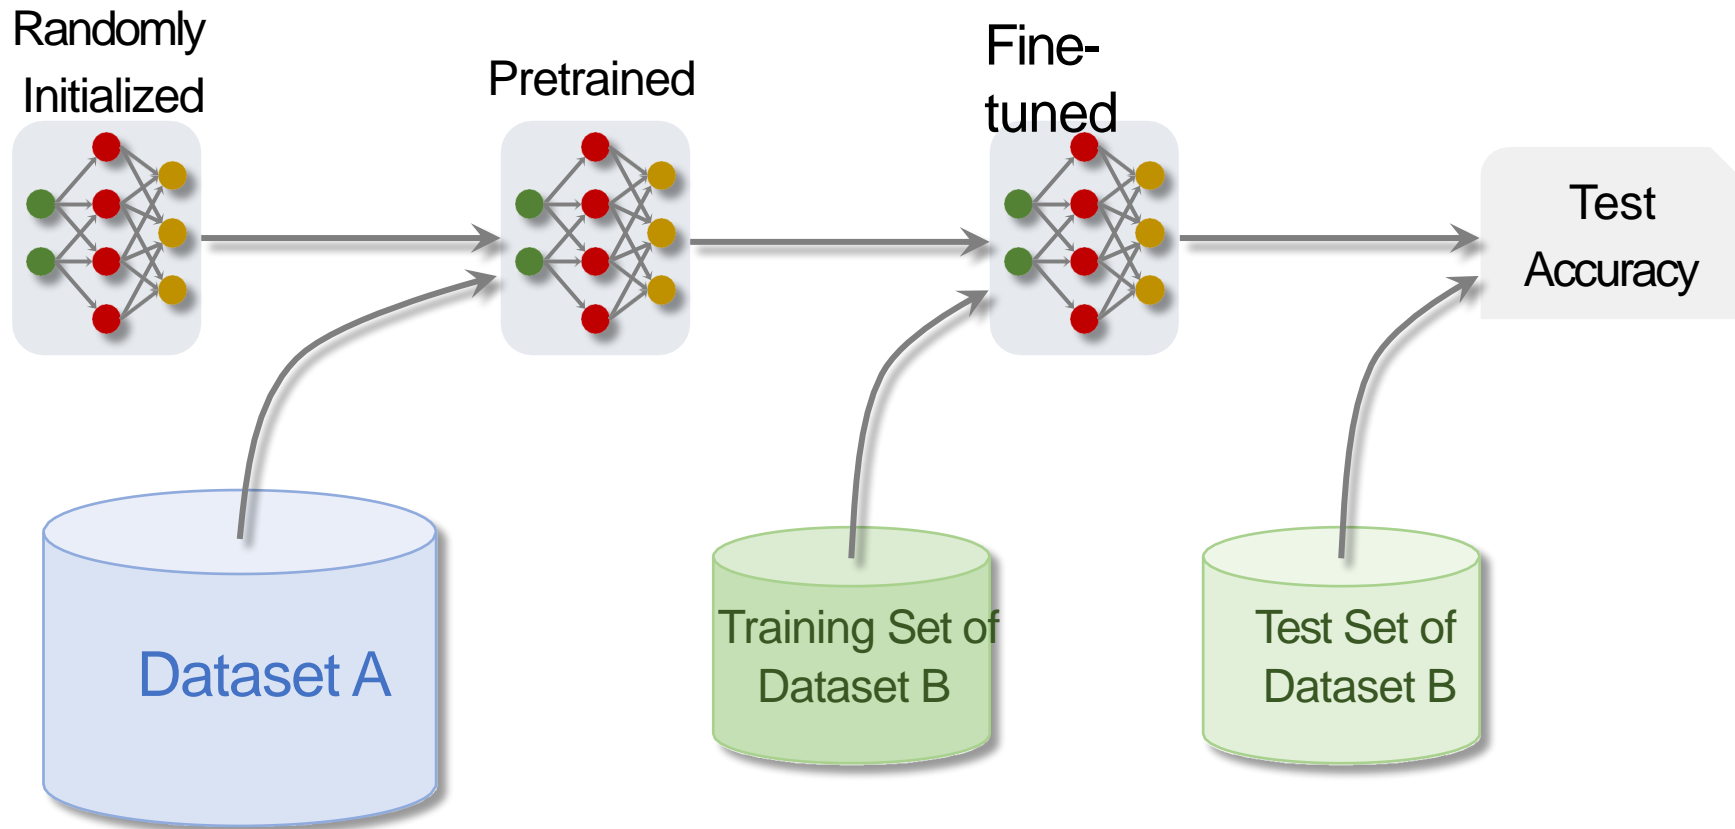 Randomly
Initialized
Pretrained
Fine-
tuned
Test
Accuracy
Dataset A
Training Set of
Dataset B
Test Set of
Dataset B